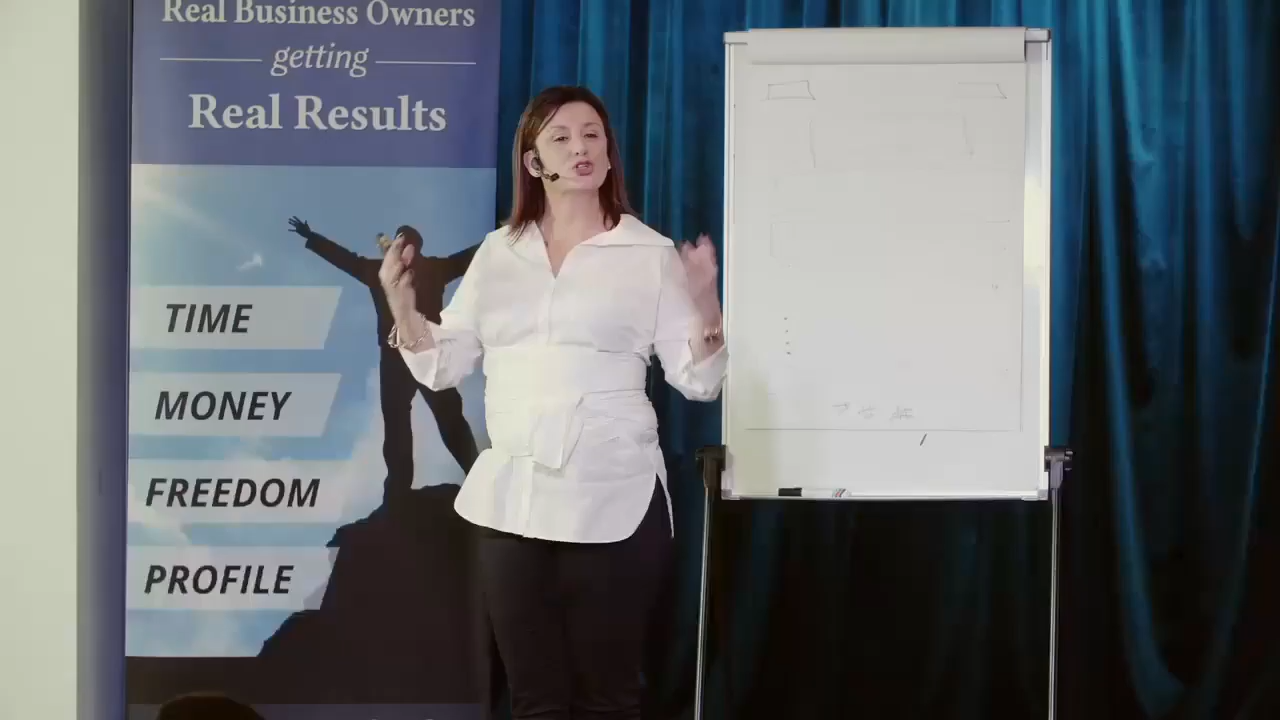 Real Business Owners
getting
Real Results
TIME
MONEY
FREEDOM
PROFILE